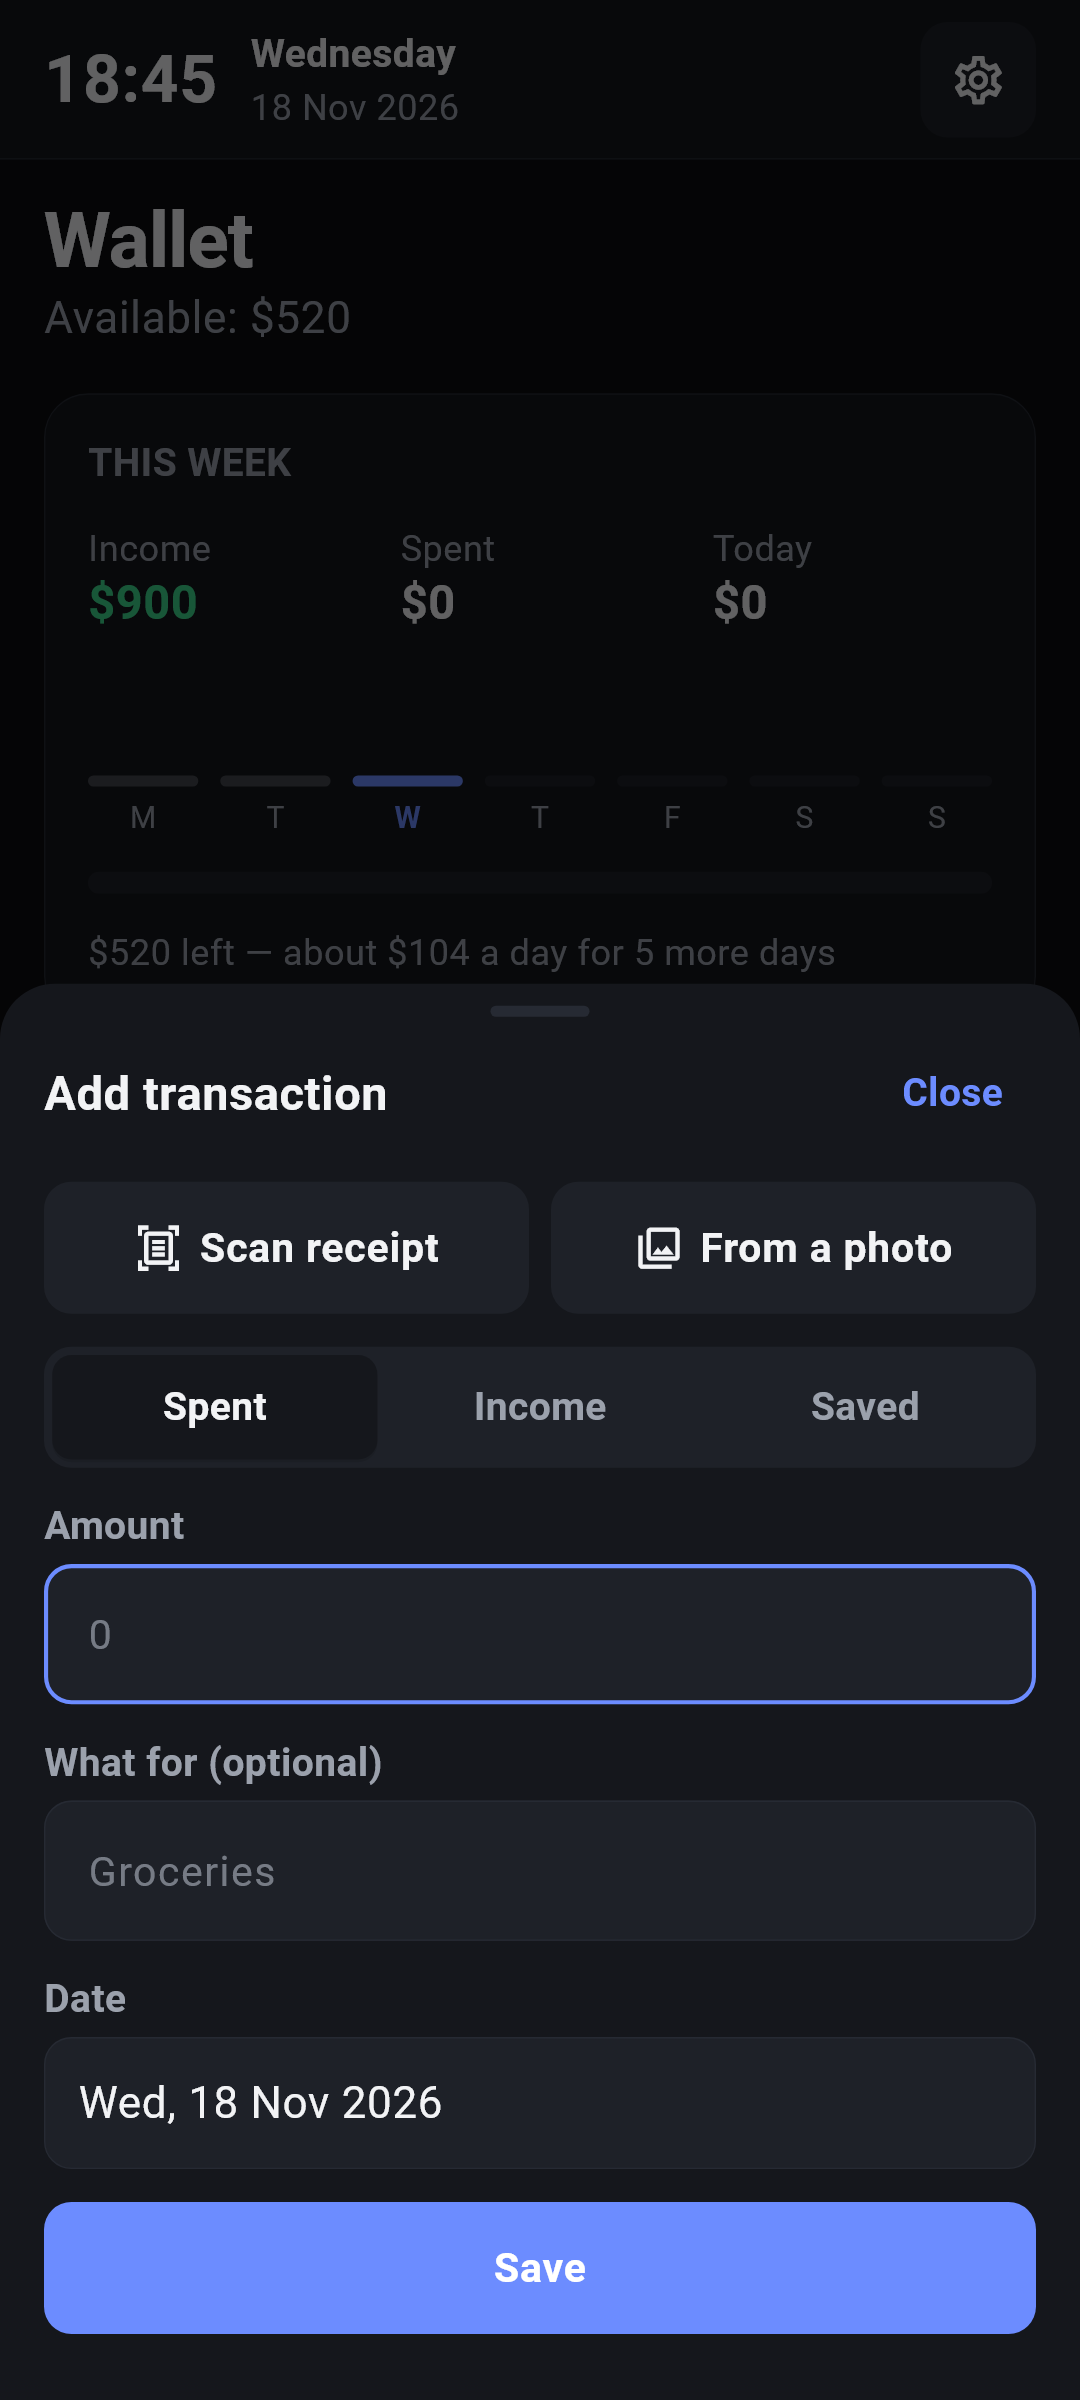 18:45
Wednesday
18 Nov 2026
Wallet
Available: $520
THIS WEEK
Income Spent Today
$900 $0 $0
M T W T F S S
$520 left — about $104 a day for 5 more days
Add transaction
Close
Scan receipt
From a photo
Spent Income Saved
Amount
0
What for (optional)
Groceries
Date
Wed, 18 Nov 2026
Save